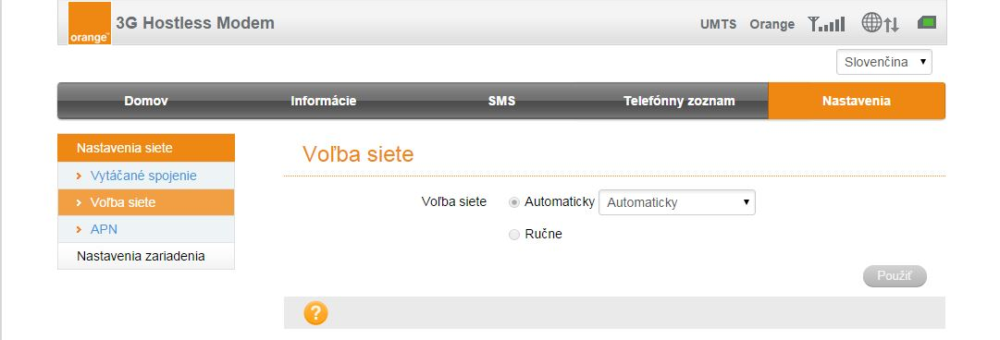 orange™ 3G Hostless Modem UMTS Orange
Slovenčina
Domov Informácie SMS Telefónny zoznam Nastavenia
Nastavenia siete
Vytáčané spojenie
Voľba siete
APN
Nastavenia zariadenia
Voľba siete
Voľba siete Automaticky Automaticky
Ručne
Použiť
?